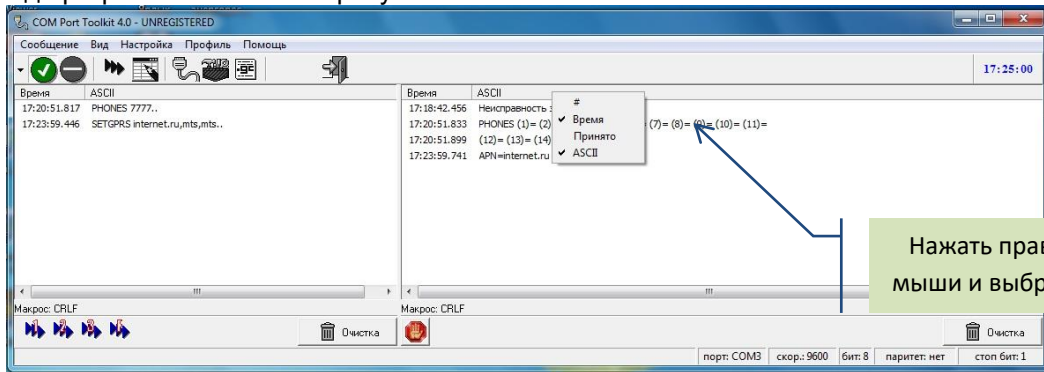 COM Port Toolkit 4.0 - UNREGISTERED
Сообщение Вид Настройка Профиль Помощь
17:25:00
Время ASCII
17:20:51.817 PHONES 7777..
17:23:59.446 SETGPRS internet.ru,mts,mts..
Время ASCII
17:18:42.456 Неисправность
17:20:51.833 PHONES (1)= (2) (7)= (8)= (9)= (10)= (11)=
17:20:51.899 (12)= (13)= (14)
17:23:59.741 APN=internet.ru
#
Время
Принято
ASCII
Нажать
мыши и
Макрос: CRLF
Макрос: CRLF
Очистка
Очистка
порт: COM3 скор.: 9600 бит: 8 паритет: нет стоп бит: 1